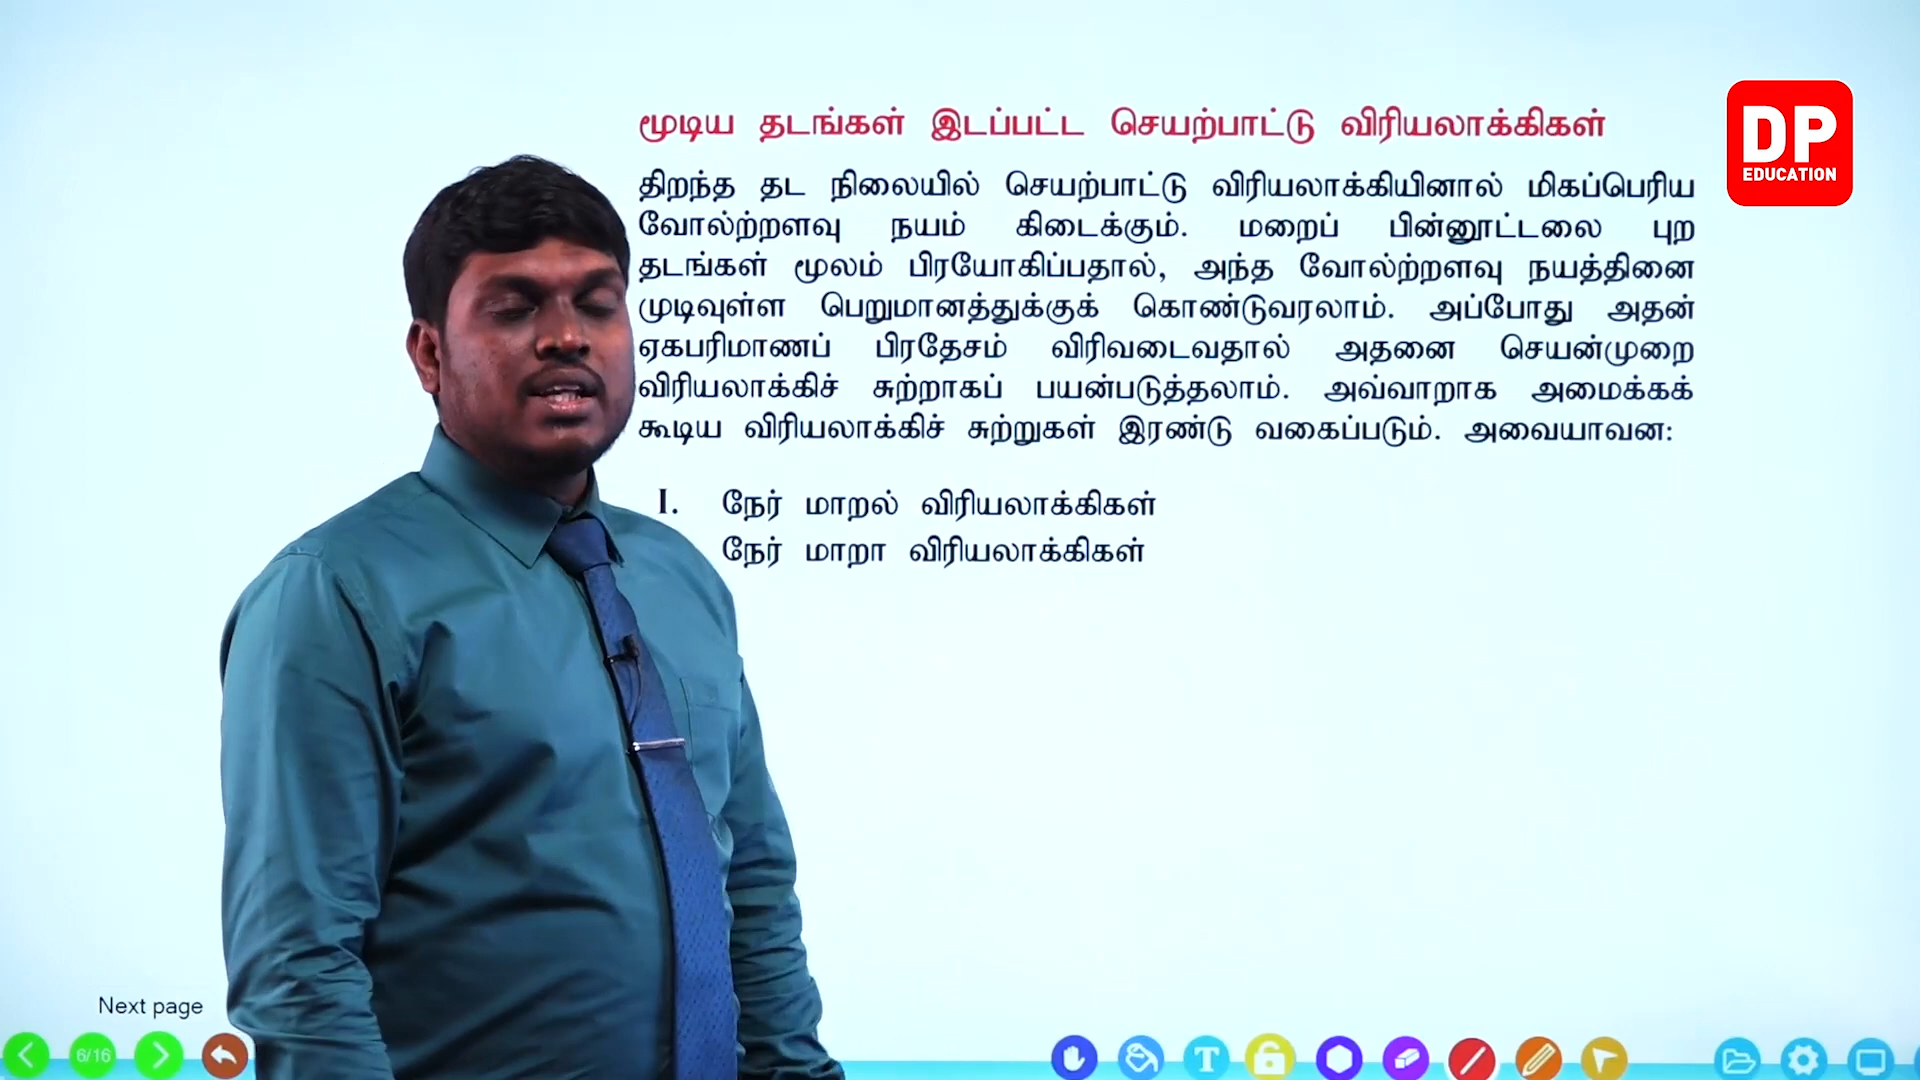 மூடிய தடங்கள் இடப்பட்ட செயற்பாட்டு விரியலாக்கிகள்
DP
EDUCATION
திறந்த தட நிலையில் செயற்பாட்டு விரியலாக்கியினால் மிகப்பெரிய
வோல்ற்றளவு நயம் கிடைக்கும். மறைப் பின்னூட்டலை புற
தடங்கள் மூலம் பிரயோகிப்பதால், அந்த வோல்ற்றளவு நயத்தினை
முடிவுள்ள பெறுமானத்துக்குக் கொண்டுவரலாம். அப்போது அதன்
ஏகபரிமாணப் பிரதேசம் விரிவடைவதால் அதனை செயன்முறை
விரியலாக்கிச் சுற்றாகப் பயன்படுத்தலாம். அவ்வாறாக அமைக்கக்
கூடிய விரியலாக்கிச் சுற்றுகள் இரண்டு வகைப்படும். அவையாவன:
I. நேர் மாறல் விரியலாக்கிகள்
நேர் மாறா விரியலாக்கிகள்
Next page
6/16
T